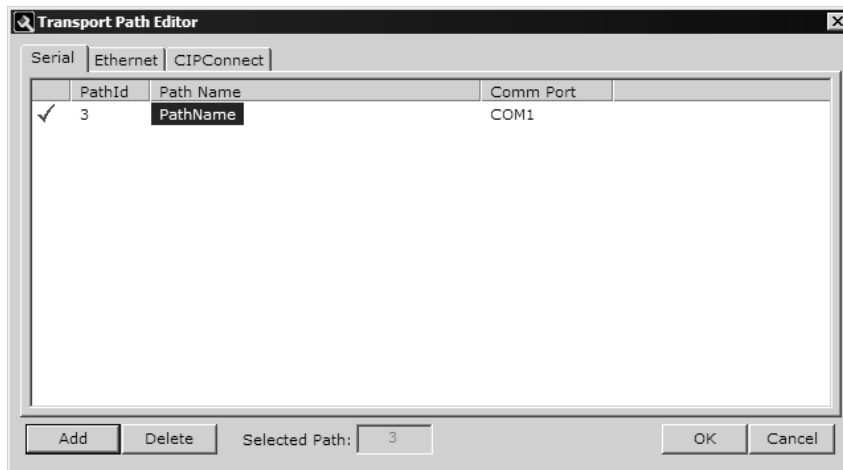 Transport Path Editor
Serial Ethernet CIPConnect
PathId Path Name Comm Port
3 PathName COM1
Add Delete Selected Path: 3 OK Cancel